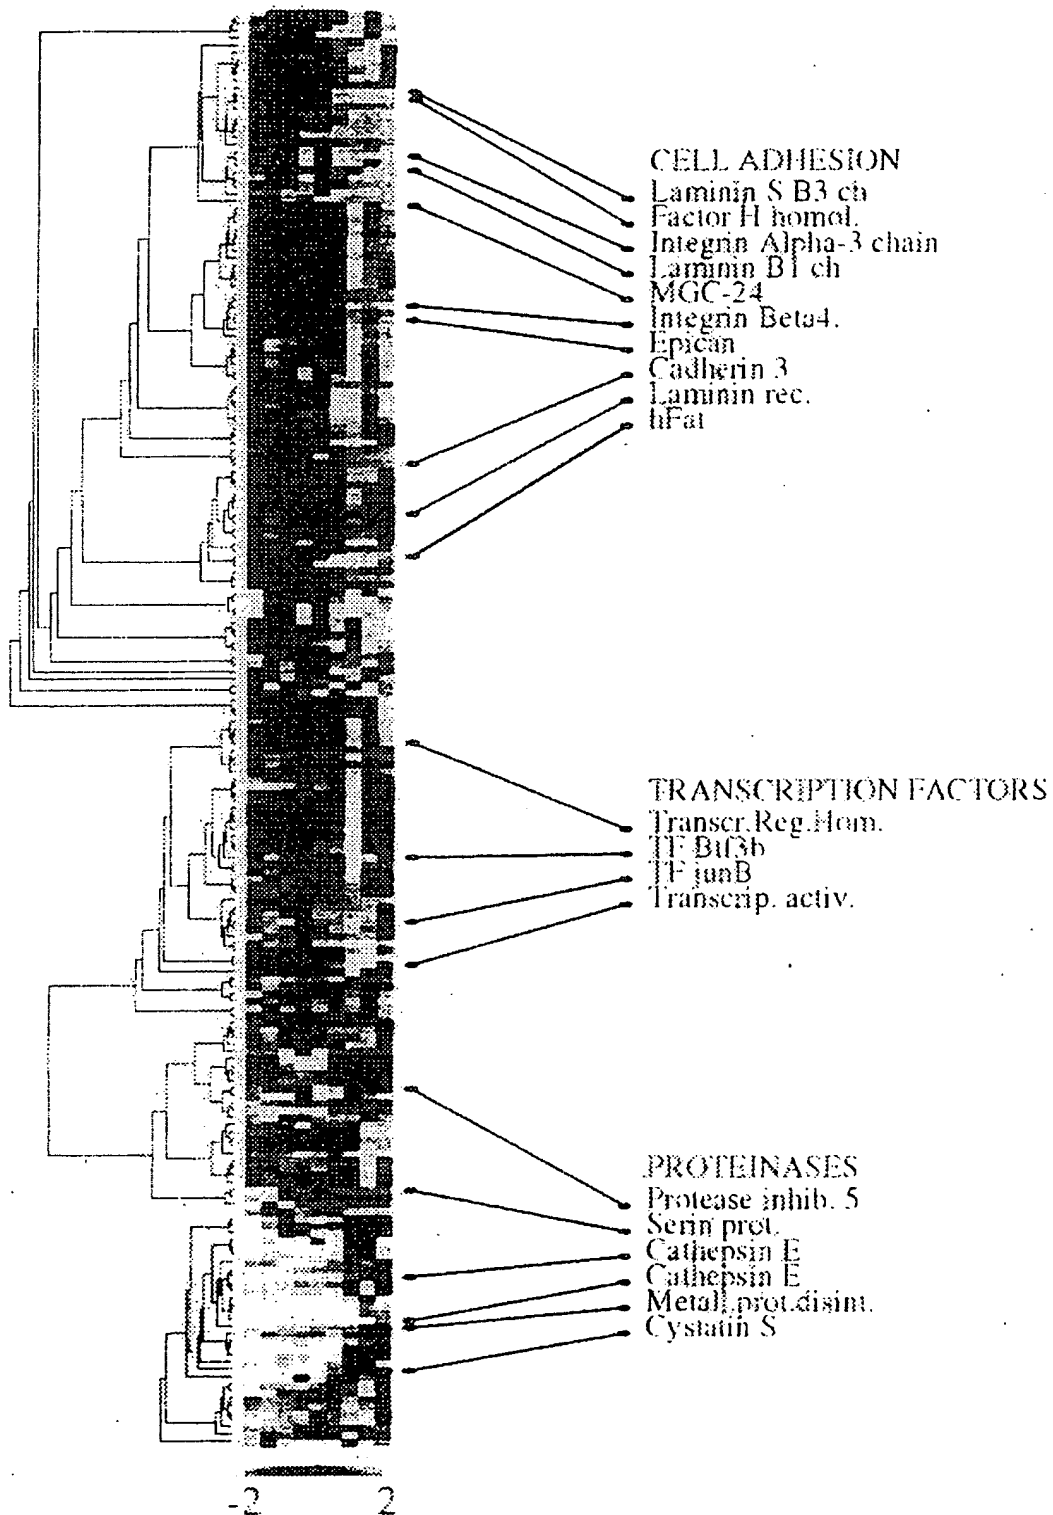 CELL ADHESION
Laminin S B3 ch
Factor H homol.
Integrin Alpha-3 chain
Laminin B1 ch
MGC-24
Integrin Beta4.
Epican
Cadherin 3
Laminin rec.
hFat
TRANSCRIPTION FACTORS
Transcr.Reg.Hom.
TF Btf3b
TF junB
Transcrip. activ.
PROTEINASES
Protease inhib. 5
Serin prot.
Cathepsin E
Cathepsin E
Metall.prot.disint.
Cystatin S
-2 2